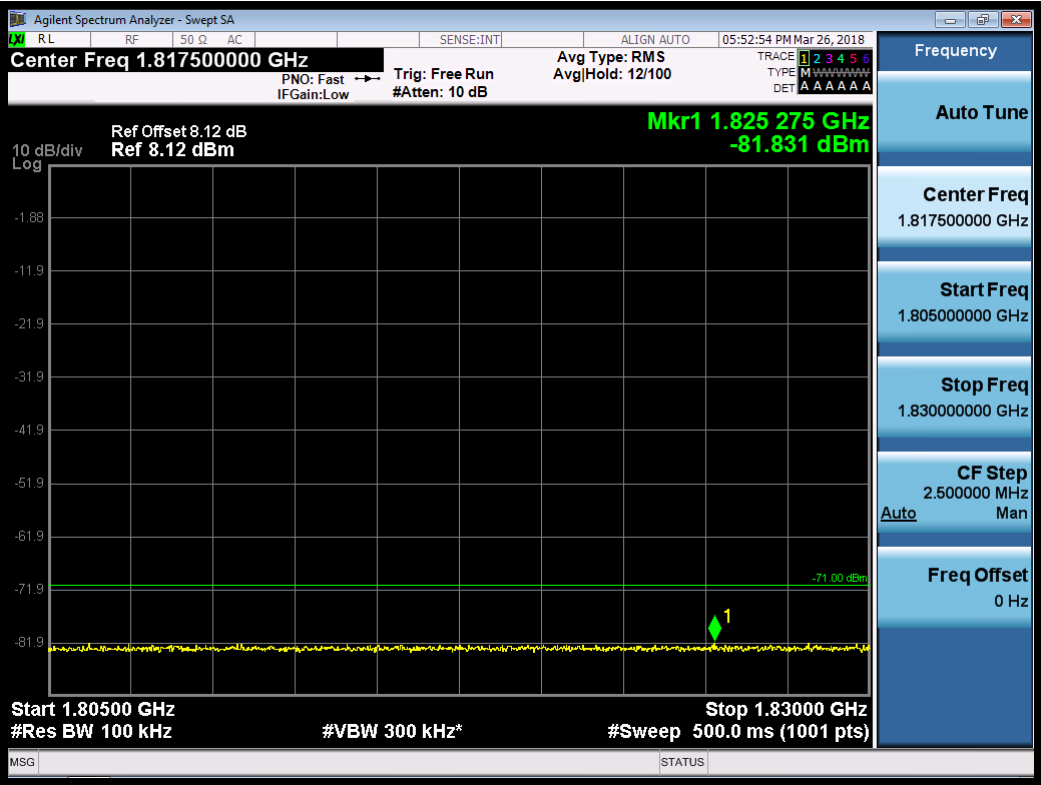 Agilent Spectrum Analyzer - Swept SA
LXI RL RF 50 Ω AC SENSE:INT ALIGN AUTO 05:52:54 PM Mar 26, 2018
Center Freq 1.817500000 GHz
PNO: Fast
IFGain:Low
Trig: Free Run
#Atten: 10 dB
Avg Type: RMS
Avg|Hold: 12/100
TRACE 1 2 3 4 5 6
TYPE M WWWWW
DET A A A A A A
Mkr1 1.825 275 GHz
-81.831 dBm
Ref Offset 8.12 dB
10 dB/div Ref 8.12 dBm
Log
-1.88
-11.9
-21.9
-31.9
-41.9
-51.9
-61.9
-71.00 dBm
-71.9
1
-81.9
Start 1.80500 GHz Stop 1.83000 GHz
#Res BW 100 kHz #VBW 300 kHz* #Sweep 500.0 ms (1001 pts)
MSG STATUS
Frequency
Auto Tune
Center Freq
1.817500000 GHz
Start Freq
1.805000000 GHz
Stop Freq
1.830000000 GHz
CF Step
2.500000 MHz
Auto Man
Freq Offset
0 Hz